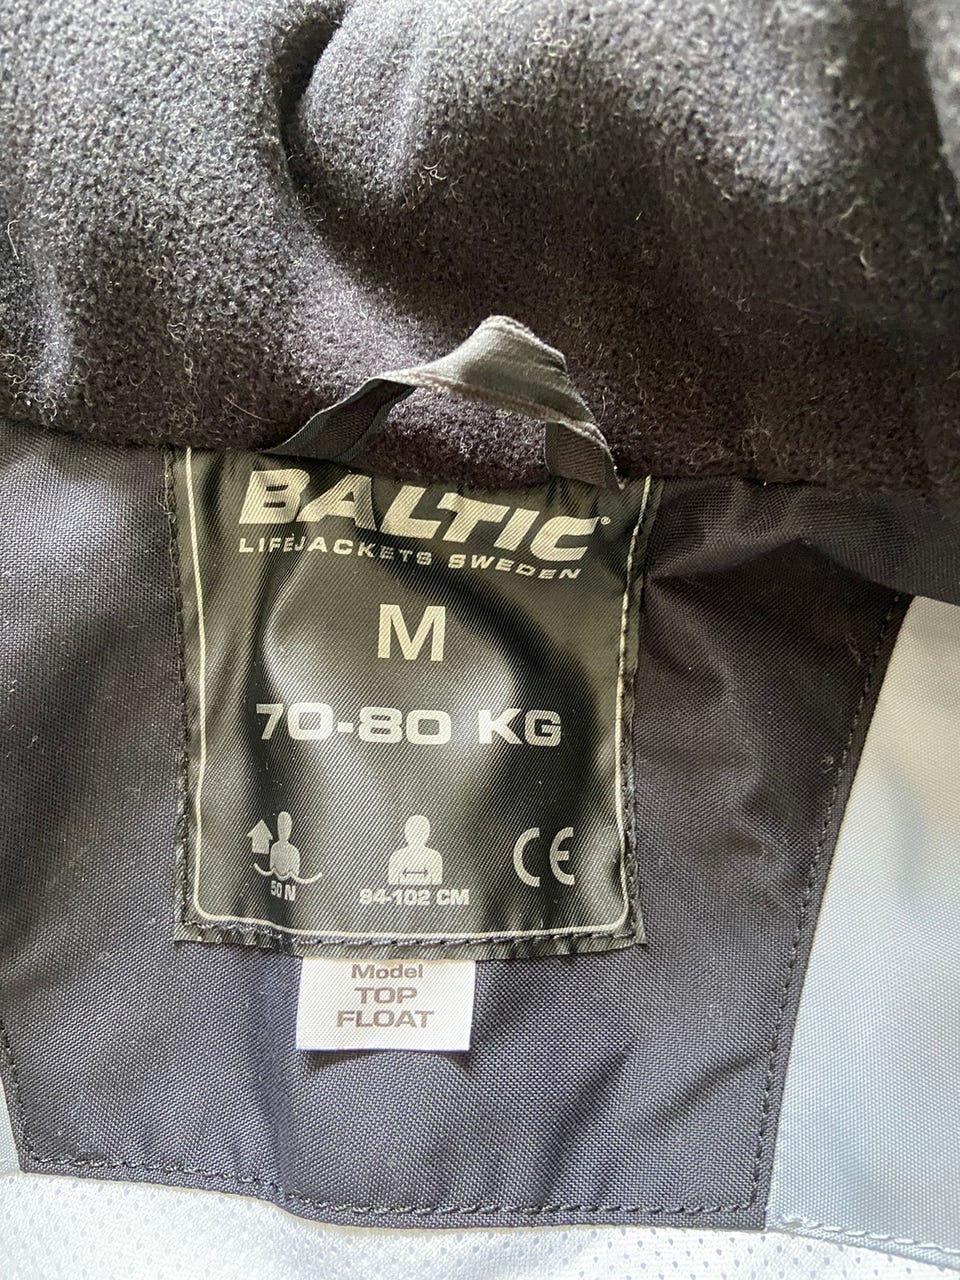 BALTIC®
LIFEJACKETS SWEDEN
M
70-80 KG
50 N
94-102 CM
CE
Model
TOP
FLOAT